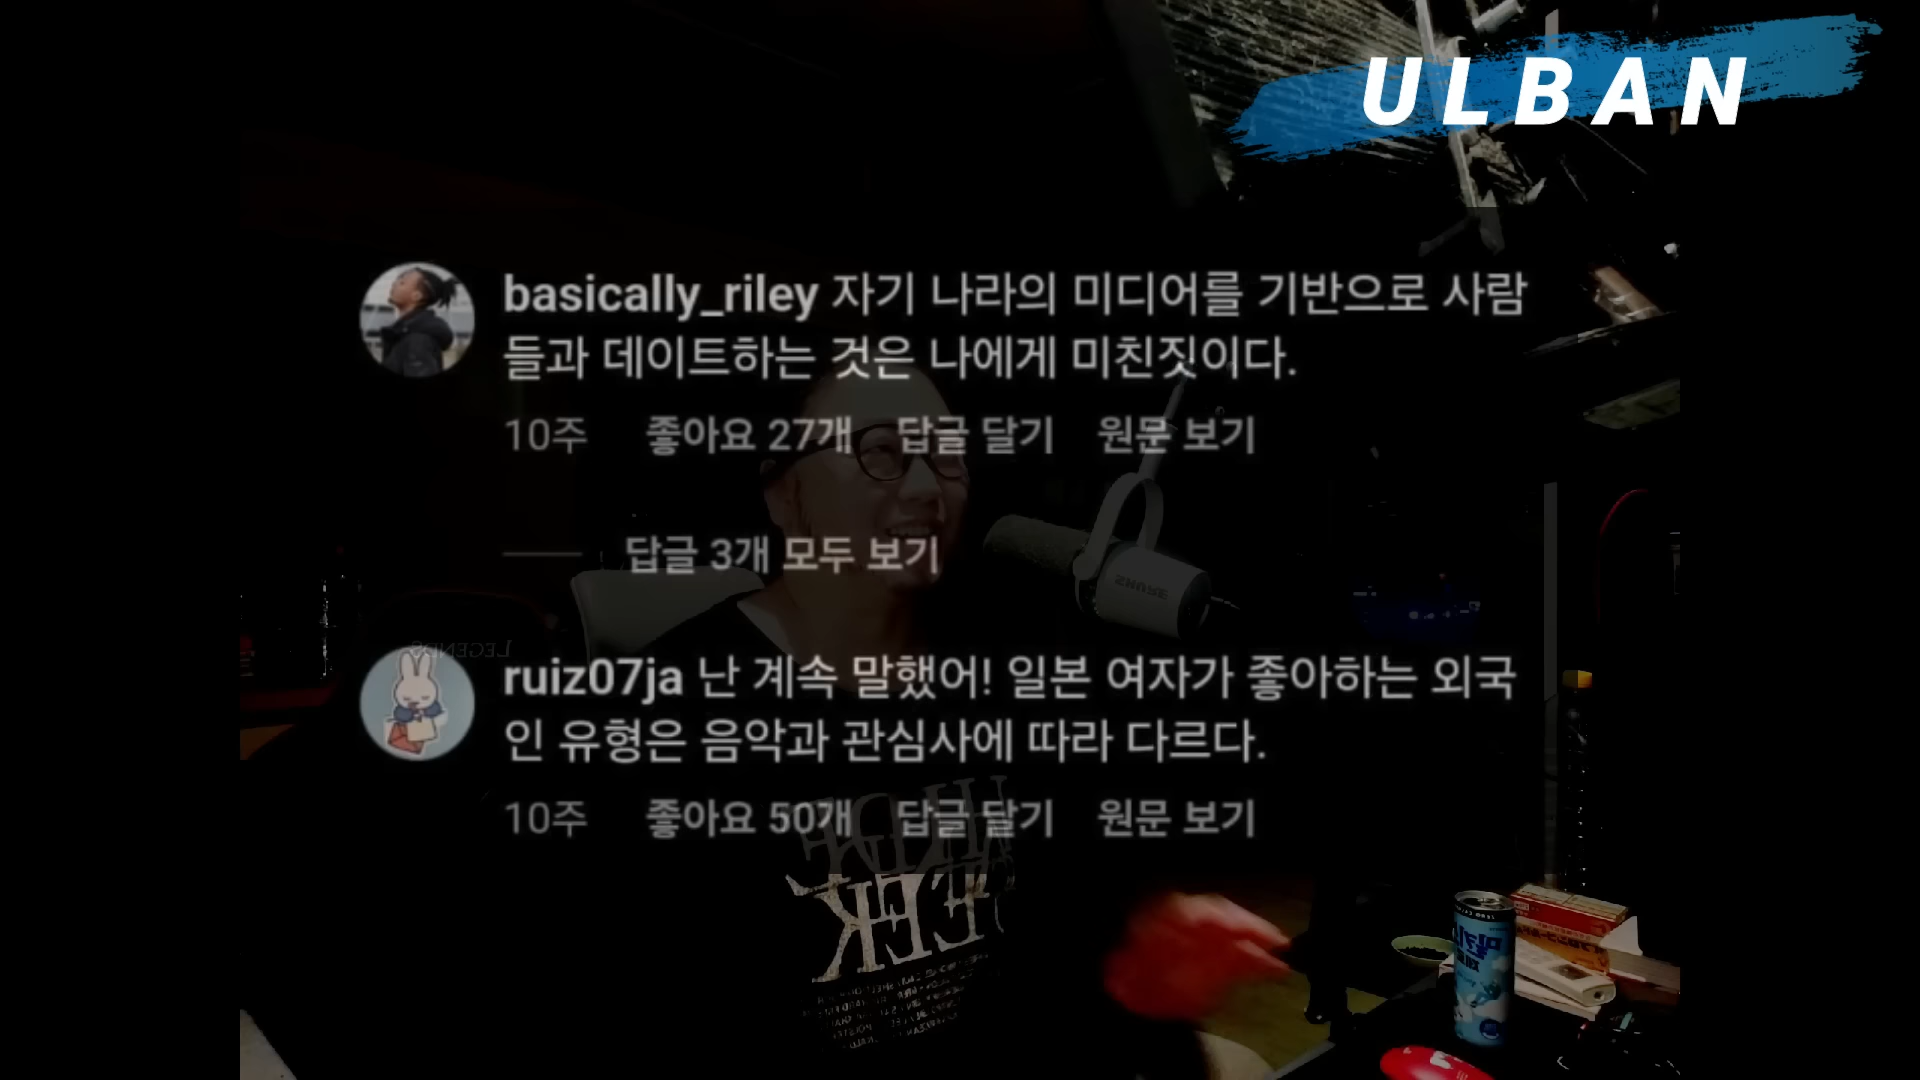 ULBAN
basically_riley 자기 나라의 미디어를 기반으로 사람
들과 데이트하는 것은 나에게 미친짓이다.
10주 좋아요 27개 답글 달기 원문 보기
답글 3개 모두 보기
SHURE
LEGENDS
ruiz07ja 난 계속 말했어! 일본 여자가 좋아하는 외국
인 유형은 음악과 관심사에 따라 다르다.
10주 좋아요 50개 답글 달기 원문 보기